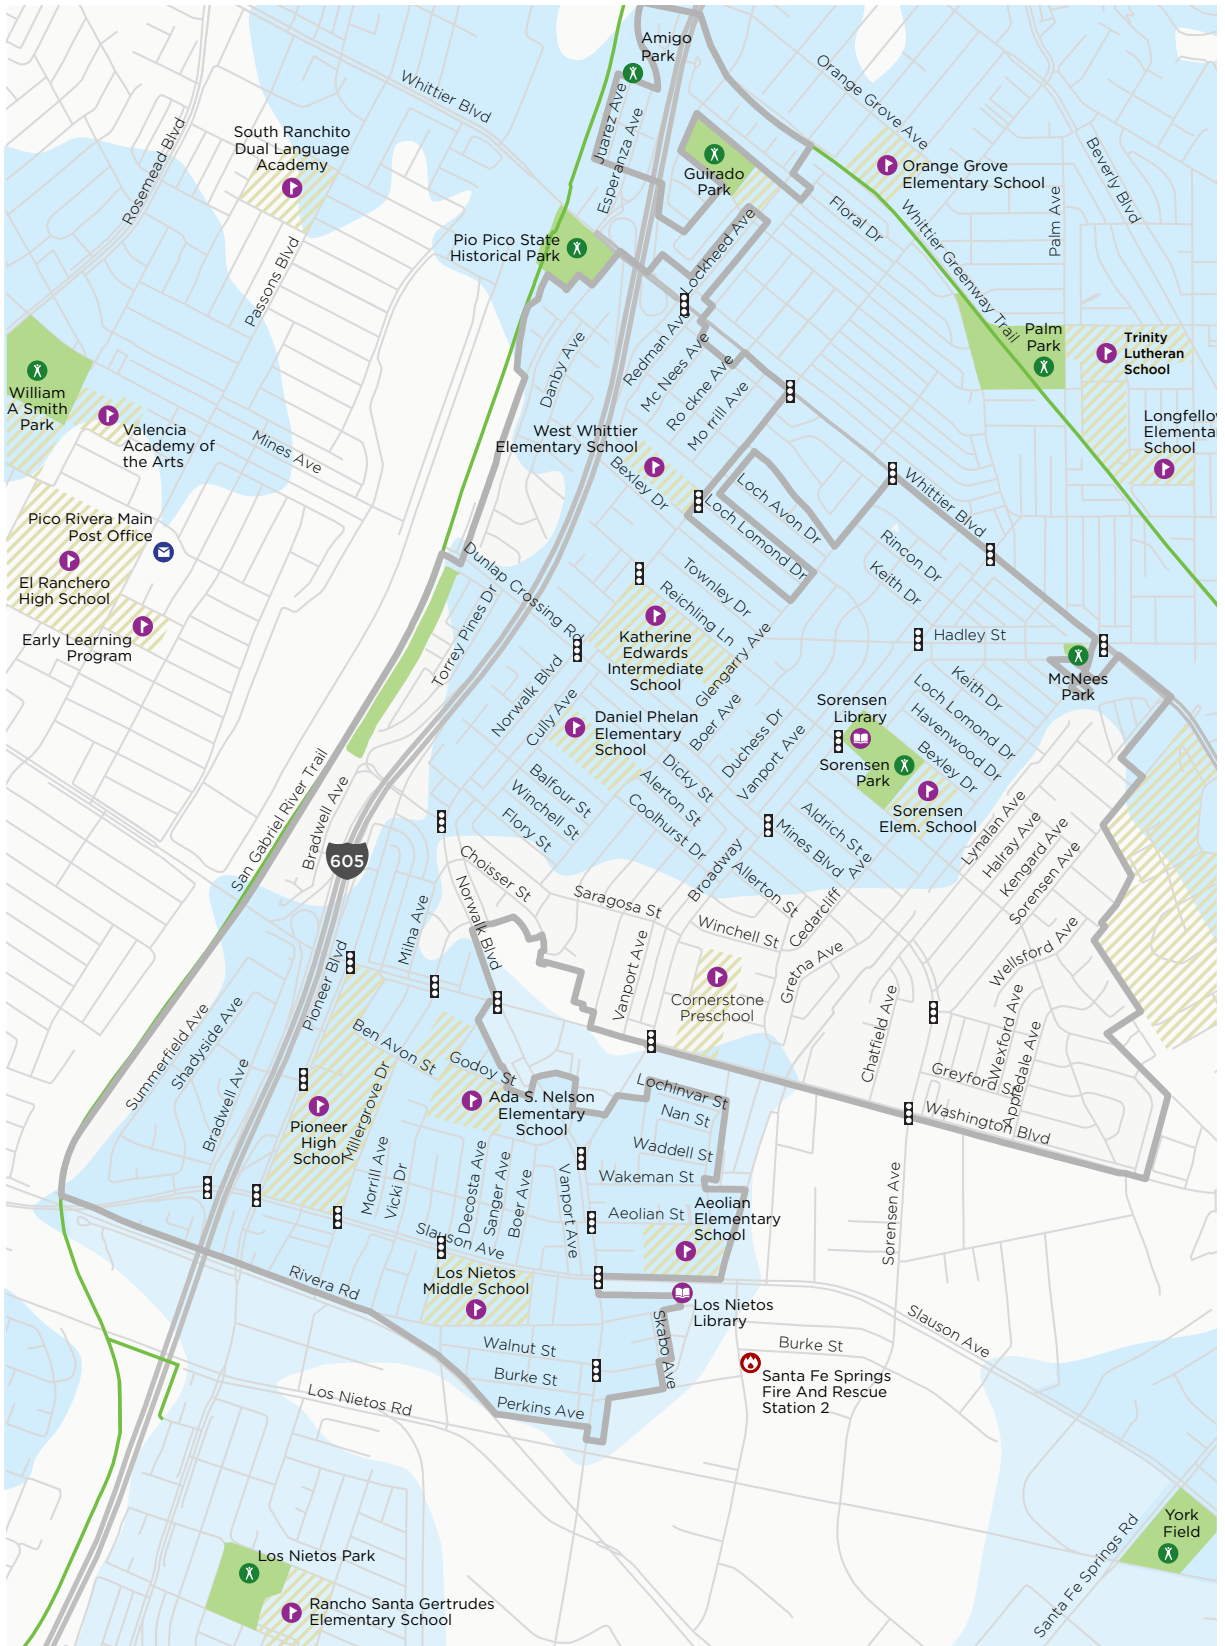 Amigo
Park
Whittier Blvd
Orange Grove Ave
Juarez Ave
Esperanza Ave
Rosemead Blvd
South Ranchito
Dual Language
Academy
Guirado
Park
Orange Grove
Elementary School
Beverly Blvd
Palm Ave
Floral Dr
Whittier Greenway Trail
Passons Blvd
Pio Pico State
Historical Park
Lockheed Ave
Palm
Park
Trinity
Lutheran
School
Danby Ave
Redman Ave
Mc Nees Ave
Ro ckne Ave
Mo rrill Ave
William
A Smith
Park
Valencia
Academy of
the Arts
Mines Ave
West Whittier
Elementary School
Longfellow
Elementa
School
Bexley Dr
Loch Avon Dr
Loch Lomond Dr
Whittier Blvd
Pico Rivera Main
Post Office
El Ranchero
High School
Early Learning
Program
Dunlap Crossing Rd
Torrey Pines Dr
Townley Dr
Reichling Ln
Rincon Dr
Keith Dr
Hadley St
Katherine
Edwards
Intermediate
School
Glengarry Ave
McNees
Park
Norwalk Blvd
Cully Ave
Daniel Phelan
Elementary
School
Boer Ave
Duchess Dr
Vanport Ave
Sorensen
Library
Sorensen
Park
Keith Dr
Loch Lomond Dr
Havenwood Dr
Bexley Dr
Sorensen
Elem. School
Dicky St
Alerton St
Coolhurst Dr
Balfour St
Winchell St
Flory St
San Gabriel River Trail
Bradwell Ave
605
Aldrich St
Mines Blvd
Broadway
Allerton St
Cedarcliff Ave
Lynalan Ave
Halray Ave
Kengard Ave
Sorensen Ave
Choisser St
Saragosa St
Winchell St
Norwalk Blvd
Milna Ave
Vanport Ave
Gretna Ave
Wellsford Ave
Cornerstone
Preschool
Pioneer Blvd
Chatfield Ave
Wexford Ave
Appledale Ave
Greyford St
Washington Blvd
Summerfield Ave
Shadyside Ave
Bradwell Ave
Ben Avon St
Godoy St
Millergrove Dr
Ada S. Nelson
Elementary
School
Lochinvar St
Nan St
Waddell St
Wakeman St
Pioneer
High
School
Morrill Ave
Vicki Dr
Decosta Ave
Sanger Ave
Boer Ave
Vanport Ave
Aeolian St
Aeolian
Elementary
School
Sorensen Ave
Slauson Ave
Los Nietos
Middle School
Rivera Rd
Los Nietos
Library
Skabo Ave
Slauson Ave
Walnut St
Burke St
Perkins Ave
Burke St
Santa Fe Springs
Fire And Rescue
Station 2
Los Nietos Rd
York
Field
Santa Fe Springs Rd
Los Nietos Park
Rancho Santa Gertrudes
Elementary School